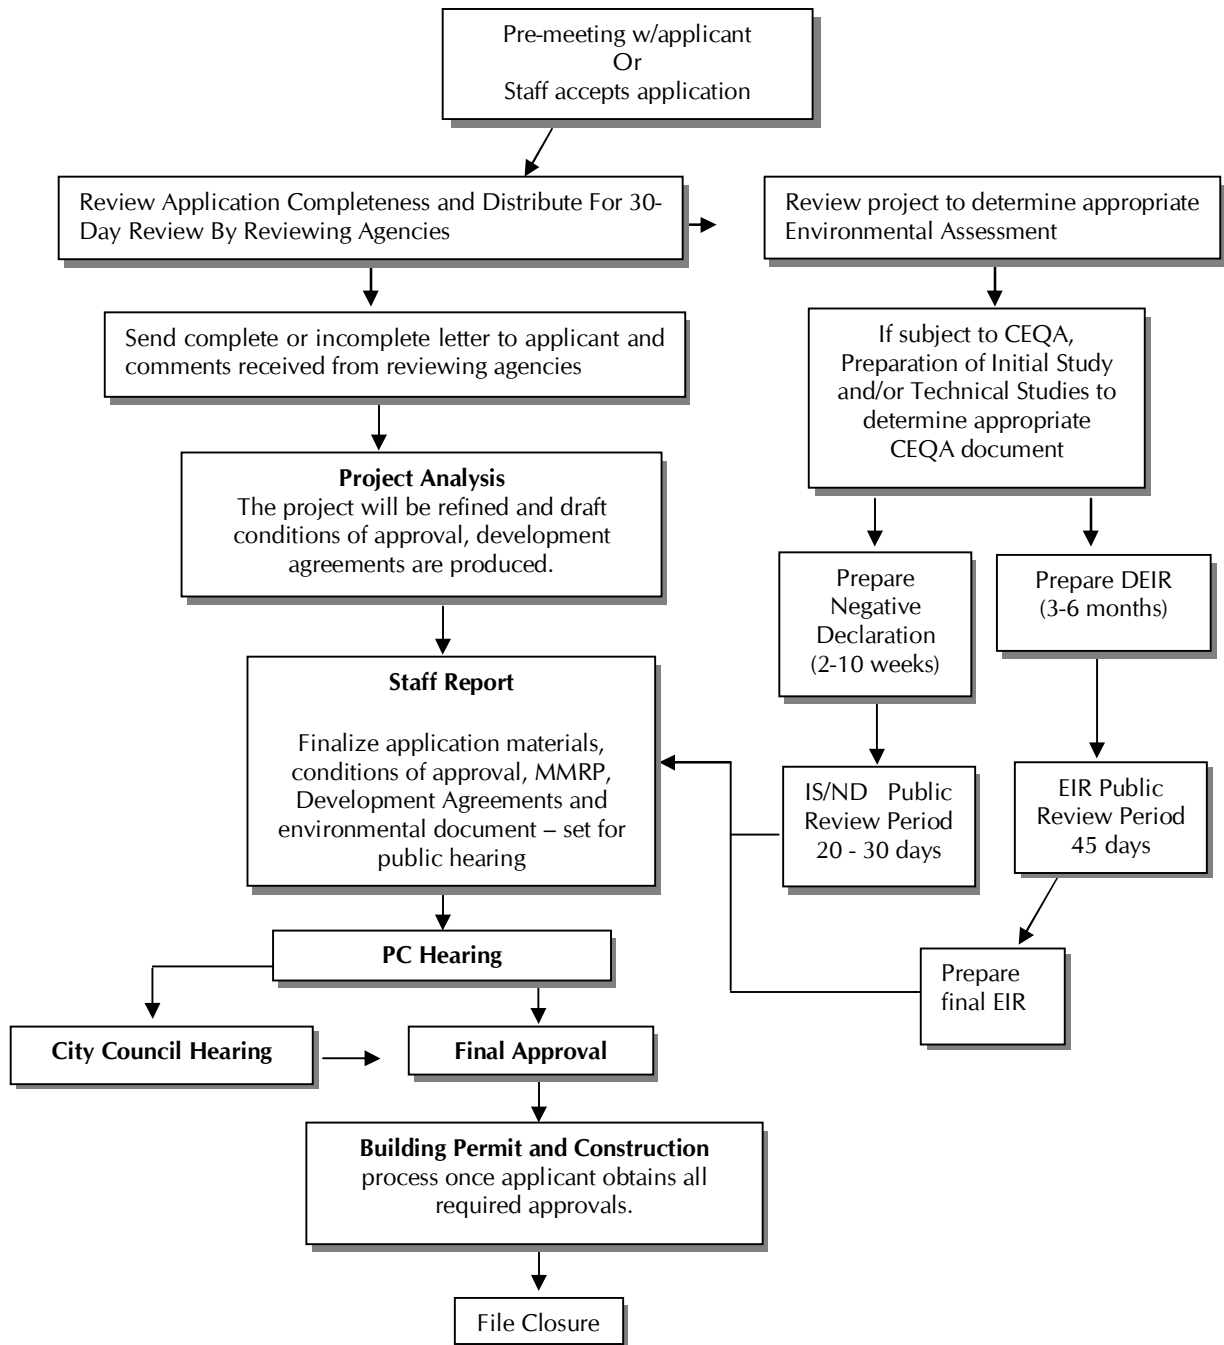 Pre-meeting w/applicant
Or
Staff accepts application
Review Application Completeness and Distribute For 30-
Day Review By Reviewing Agencies
Review project to determine appropriate
Environmental Assessment
Send complete or incomplete letter to applicant and
comments received from reviewing agencies
If subject to CEQA,
Preparation of Initial Study
and/or Technical Studies to
determine appropriate
CEQA document
Project Analysis
The project will be refined and draft
conditions of approval, development
agreements are produced.
Prepare
Negative
Declaration
(2-10 weeks)
Prepare DEIR
(3-6 months)
Staff Report
Finalize application materials,
conditions of approval, MMRP,
Development Agreements and
environmental document – set for
public hearing
IS/ND Public
Review Period
20 - 30 days
EIR Public
Review Period
45 days
PC Hearing
Prepare
final EIR
City Council Hearing
Final Approval
Building Permit and Construction
process once applicant obtains all
required approvals.
File Closure